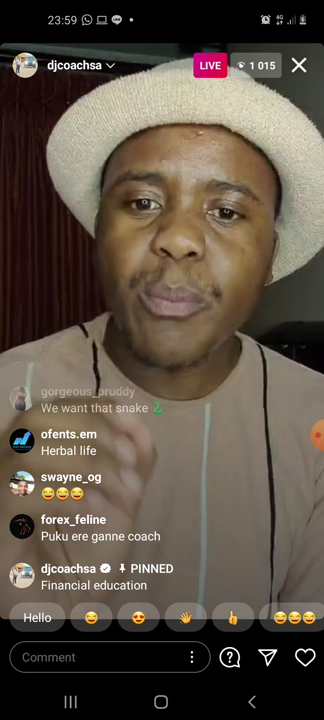 23:59
4G
djcoachsa
LIVE
1 015
gorgeous_pruddy
We want that snake 🐉
ofents.em
Herbal life
swayne_og
😂😂😂
forex_feline
Puku ere ganne coach
djcoachsa PINNED
Financial education
Hello 😂 😍 👋 👍 😂😂😂
Comment